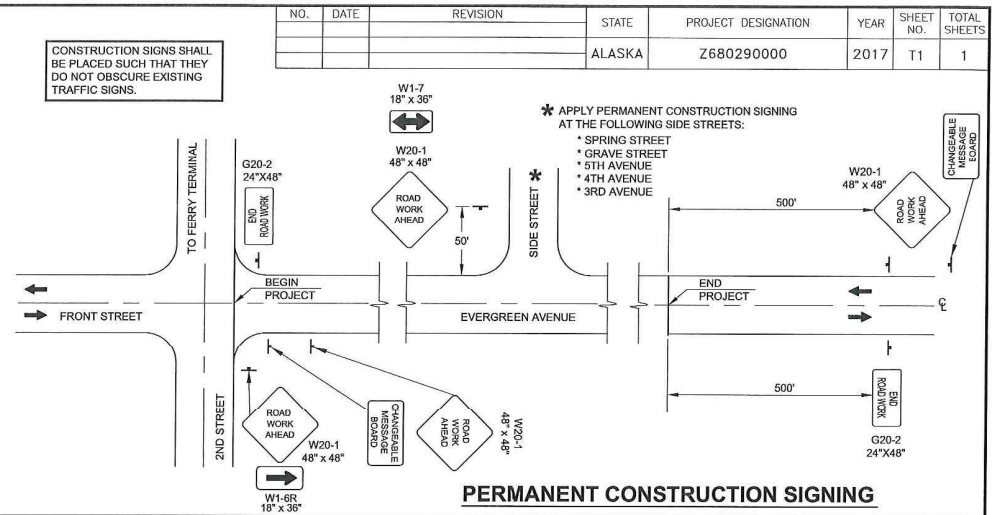 NO. DATE REVISION STATE PROJECT DESIGNATION YEAR SHEET NO. TOTAL SHEETS
ALASKA Z680290000 2017 T1 1
CONSTRUCTION SIGNS SHALL
BE PLACED SUCH THAT THEY
DO NOT OBSCURE EXISTING
TRAFFIC SIGNS.
W1-7
18" x 36"
W20-1
48" x 48"
ROAD
WORK
AHEAD
50'
* APPLY PERMANENT CONSTRUCTION SIGNING
AT THE FOLLOWING SIDE STREETS:
* SPRING STREET
* GRAVE STREET
* 5TH AVENUE
* 4TH AVENUE
* 3RD AVENUE
SIDE STREET *
TO FERRY TERMINAL
G20-2
24"X48"
END
ROAD WORK
W20-1
48" x 48"
ROAD
WORK
AHEAD
CHANGEABLE
MESSAGE
BOARD
500'
BEGIN
PROJECT
END
PROJECT
FRONT STREET
EVERGREEN AVENUE
CL
2ND STREET
ROAD
WORK
AHEAD
W20-1
48" x 48"
W1-6R
18" x 36"
CHANGEABLE
MESSAGE
BOARD
ROAD
WORK
AHEAD
W20-1
48" x 48"
500'
END
ROAD WORK
G20-2
24"X48"
PERMANENT CONSTRUCTION SIGNING